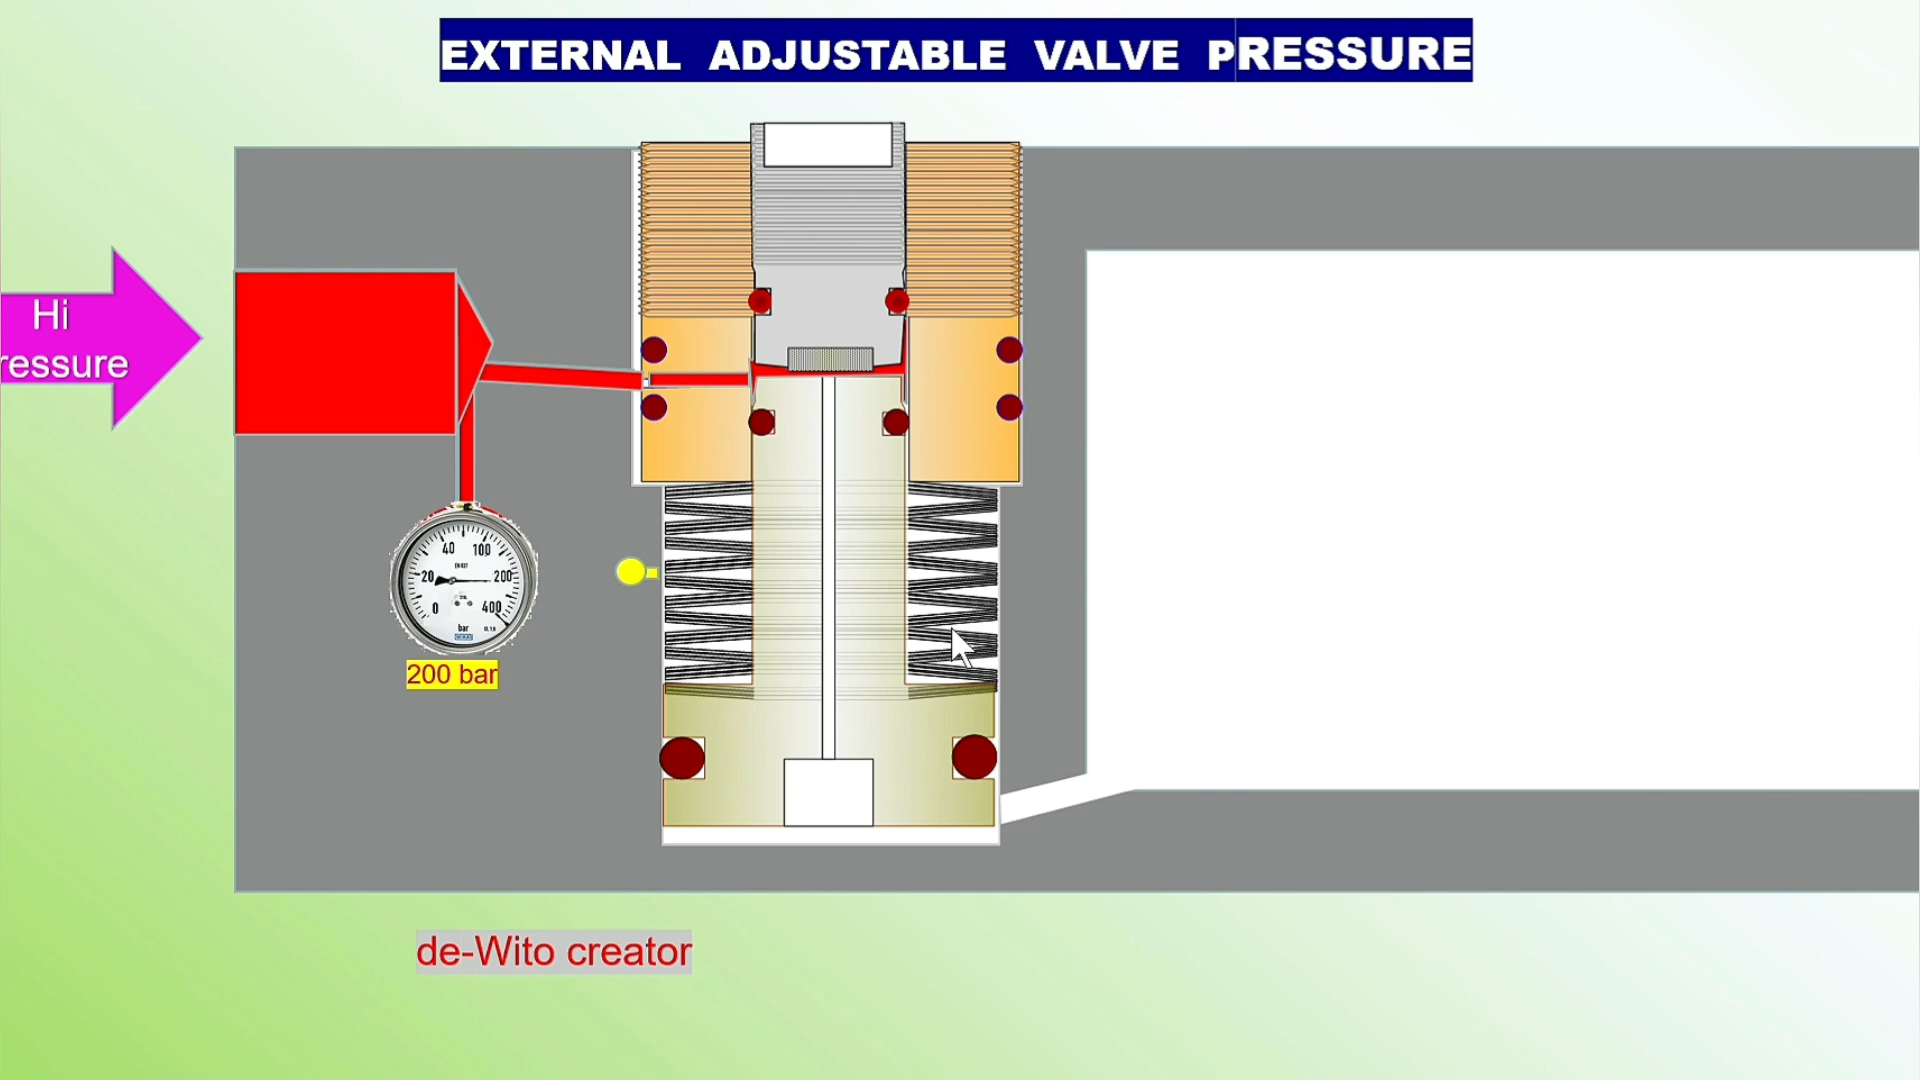 EXTERNAL ADJUSTABLE VALVE PRESSURE
Hi
ressure
40 100
20 200
0 400
bar
200 bar
de-Wito creator